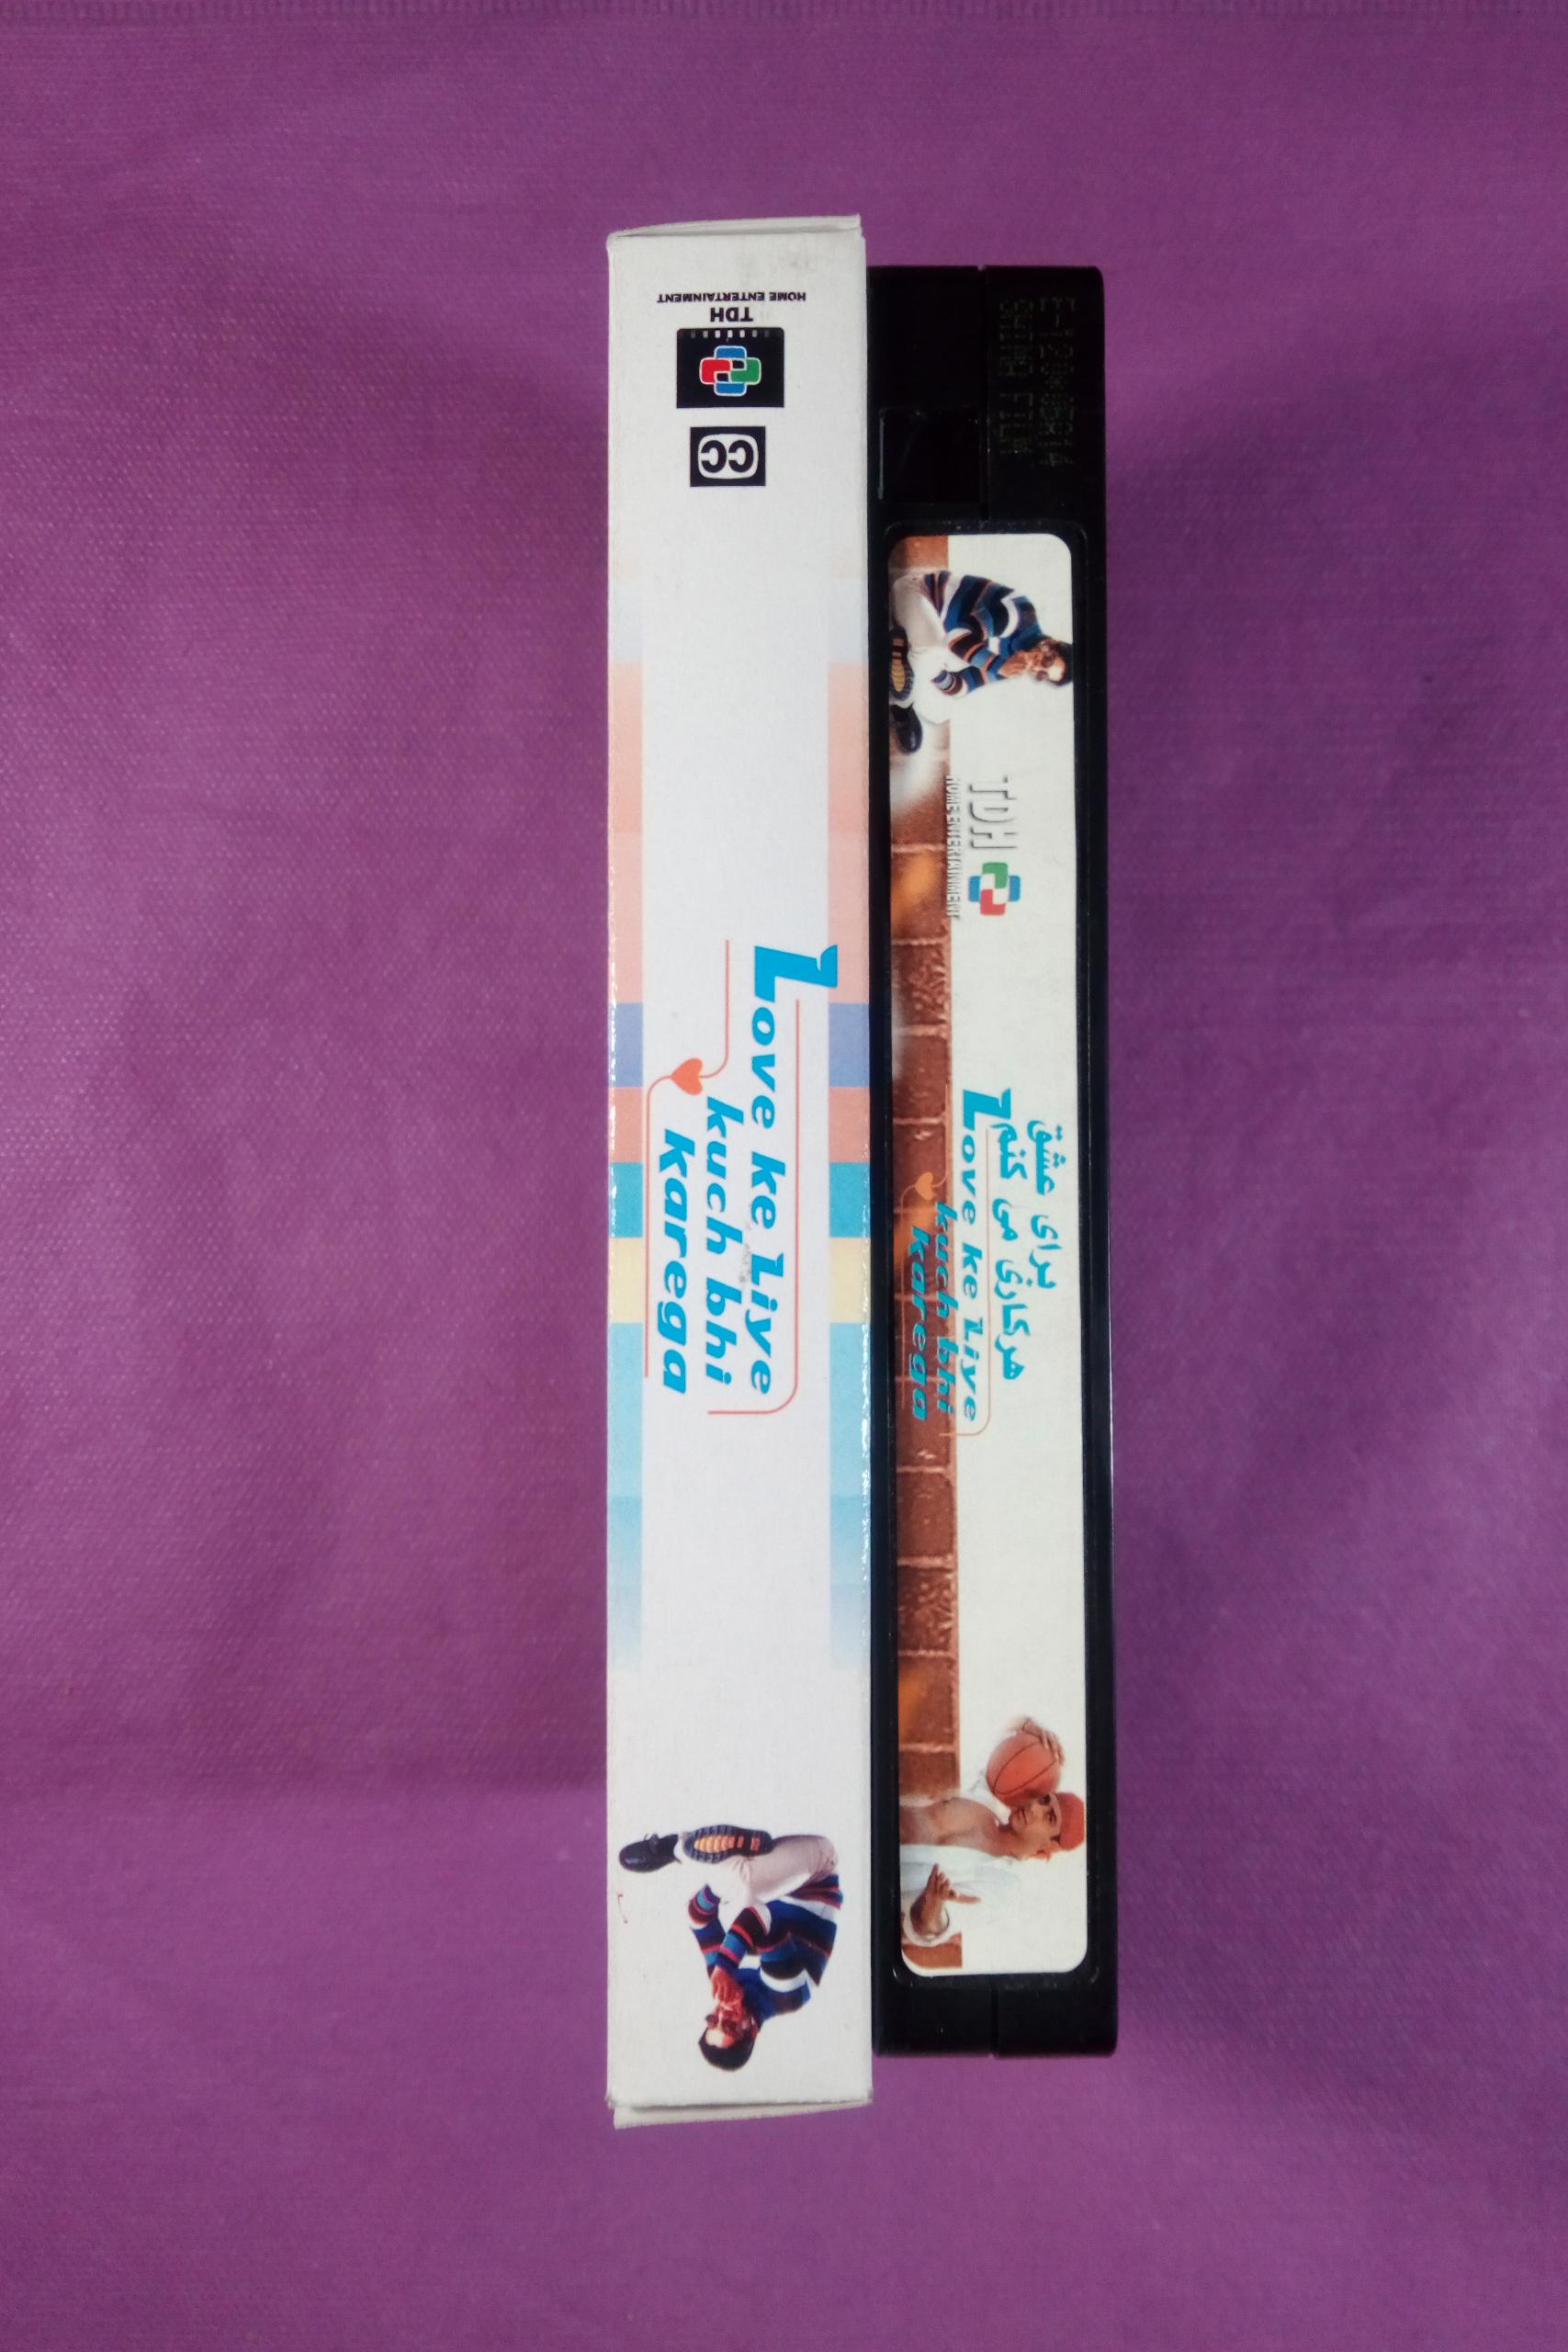 TDH
HOME ENTERTAINMENT
CC
Love ke Liye
kuch bhi
karega
TDH
HOME ENTERTAINMENT
برای عشق
هرکاری می کنم
Love ke Liye
kuch bhi
karega